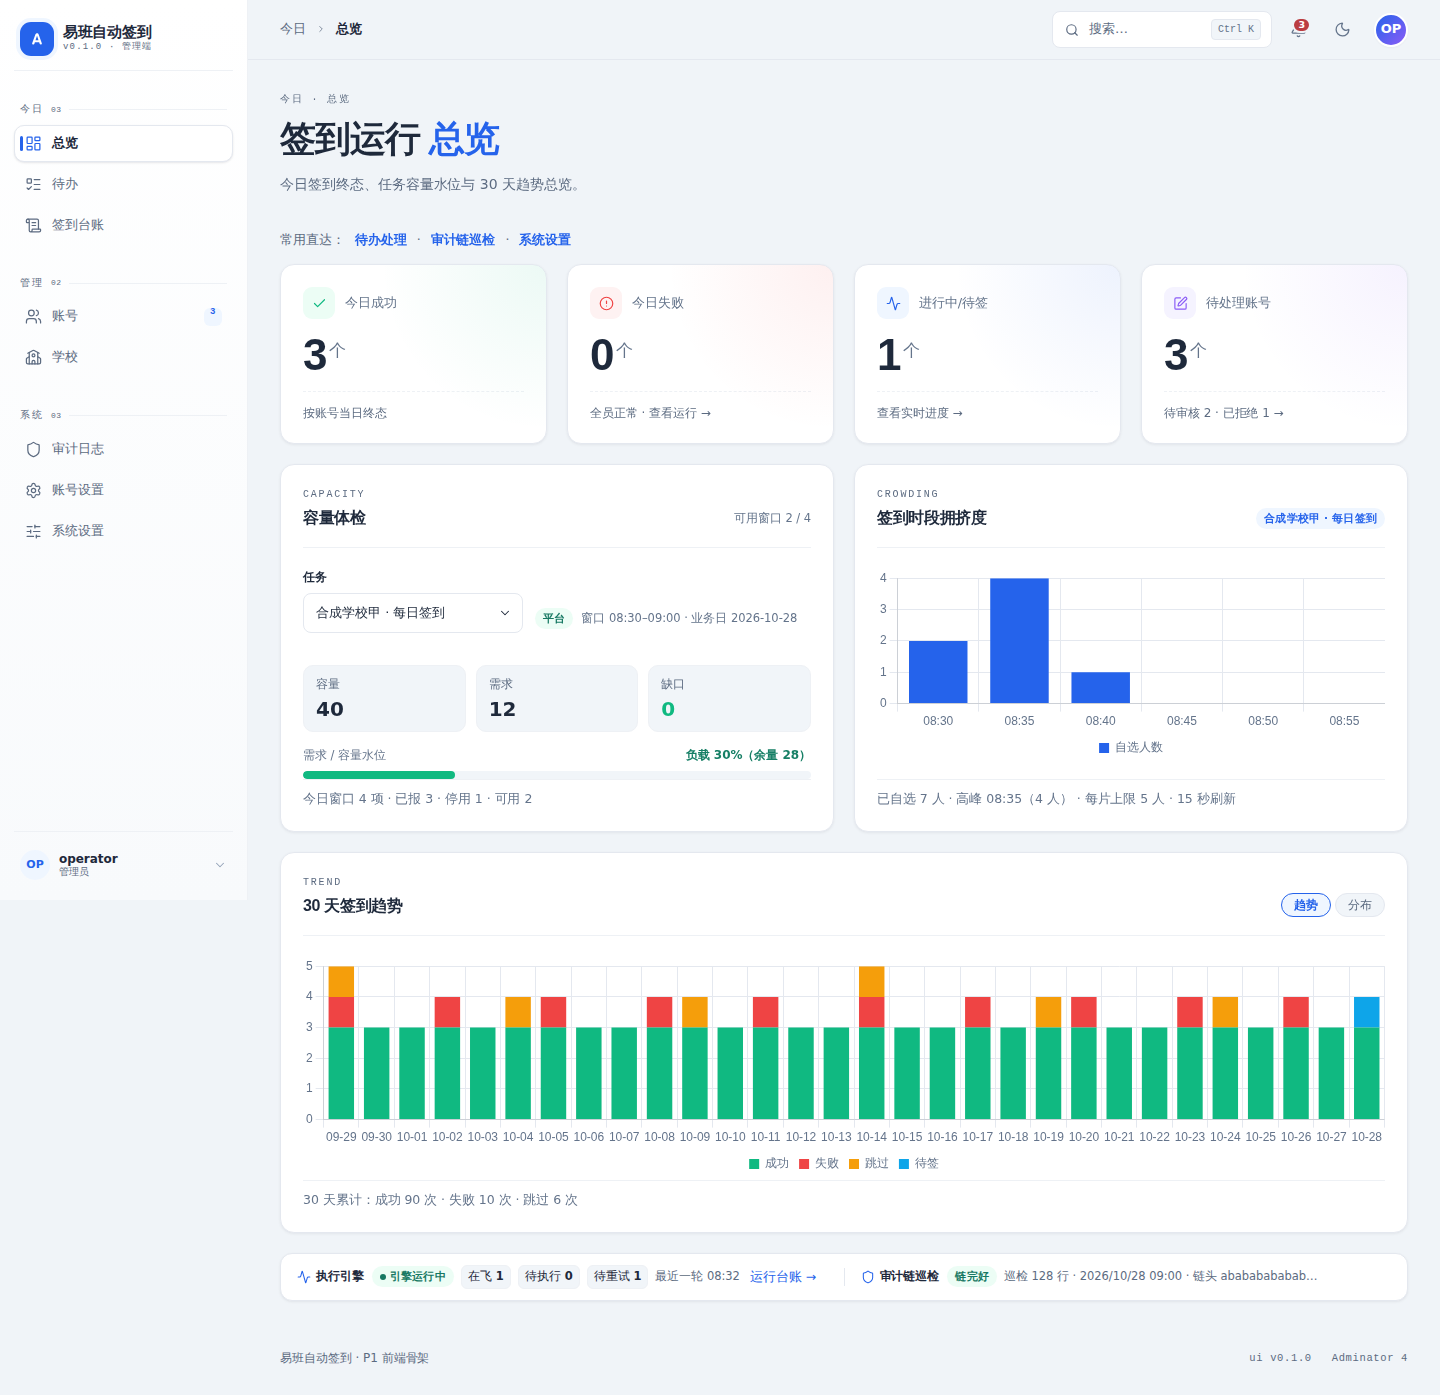 A
易班自动签到
v0.1.0 · 管理端
今日 03
总览
待办
签到台账
管理 02
账号 3
学校
系统 03
审计日志
账号设置
系统设置
OP
operator
管理员
今日 › 总览
搜索... Ctrl K
3
OP
今日 · 总览
签到运行 总览
今日签到终态、任务容量水位与 30 天趋势总览。
常用直达： 待办处理 · 审计链巡检 · 系统设置
今日成功
3个
按账号当日终态
今日失败
0个
全员正常 · 查看运行 →
进行中/待签
1个
查看实时进度 →
待处理账号
3个
待审核 2 · 已拒绝 1 →
CAPACITY
容量体检 可用窗口 2 / 4
任务
合成学校甲 · 每日签到
平台 窗口 08:30–09:00 · 业务日 2026-10-28
容量
40
需求
12
缺口
0
需求 / 容量水位 负载 30%（余量 28）
今日窗口 4 项 · 已报 3 · 停用 1 · 可用 2
CROWDING
签到时段拥挤度 合成学校甲 · 每日签到
4
3
2
1
0
08:30 08:35 08:40 08:45 08:50 08:55
自选人数
已自选 7 人 · 高峰 08:35（4 人） · 每片上限 5 人 · 15 秒刷新
TREND
30 天签到趋势 趋势 分布
5
4
3
2
1
0
09-29 09-30 10-01 10-02 10-03 10-04 10-05 10-06 10-07 10-08 10-09 10-10 10-11 10-12 10-13 10-14 10-15 10-16 10-17 10-18 10-19 10-20 10-21 10-22 10-23 10-24 10-25 10-26 10-27 10-28
成功 失败 跳过 待签
30 天累计：成功 90 次 · 失败 10 次 · 跳过 6 次
执行引擎 引擎运行中 在飞 1 待执行 0 待重试 1 最近一轮 08:32 运行台账 → 审计链巡检 链完好 巡检 128 行 · 2026/10/28 09:00 · 链头 abababababab…
易班自动签到 · P1 前端骨架 ui v0.1.0 Adminator 4